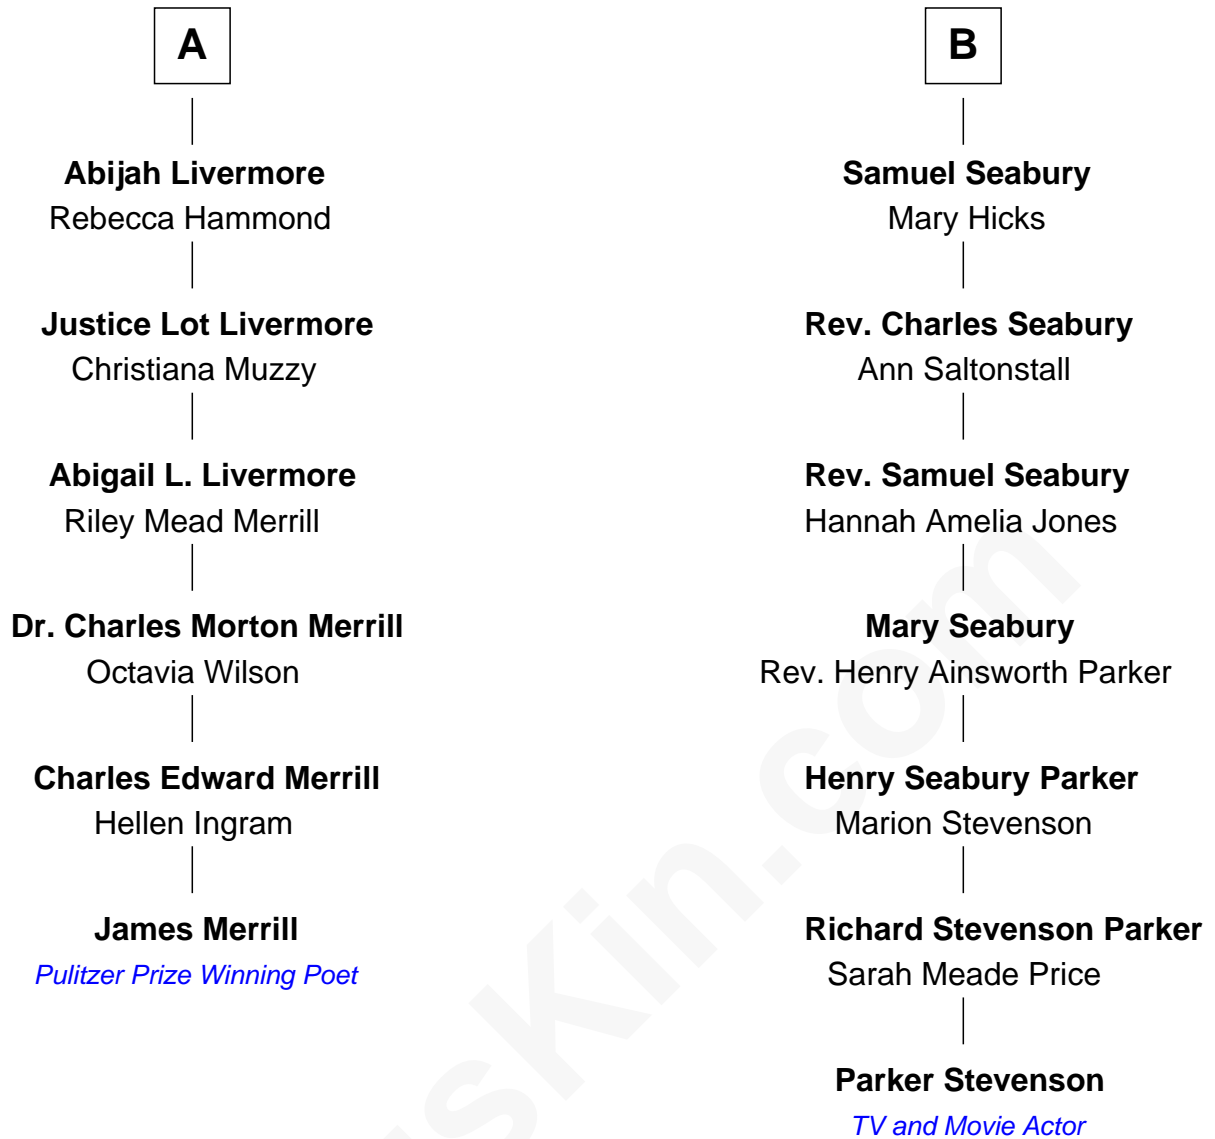 A
Abijah Livermore
Rebecca Hammond
Justice Lot Livermore
Christiana Muzzy
Abigail L. Livermore
Riley Mead Merrill
Dr. Charles Morton Merrill
Octavia Wilson
Charles Edward Merrill
Hellen Ingram
James Merrill
Pulitzer Prize Winning Poet
B
Samuel Seabury
Mary Hicks
Rev. Charles Seabury
Ann Saltonstall
Rev. Samuel Seabury
Hannah Amelia Jones
Mary Seabury
Rev. Henry Ainsworth Parker
Henry Seabury Parker
Marion Stevenson
Richard Stevenson Parker
Sarah Meade Price
Parker Stevenson
TV and Movie Actor
sKin.com